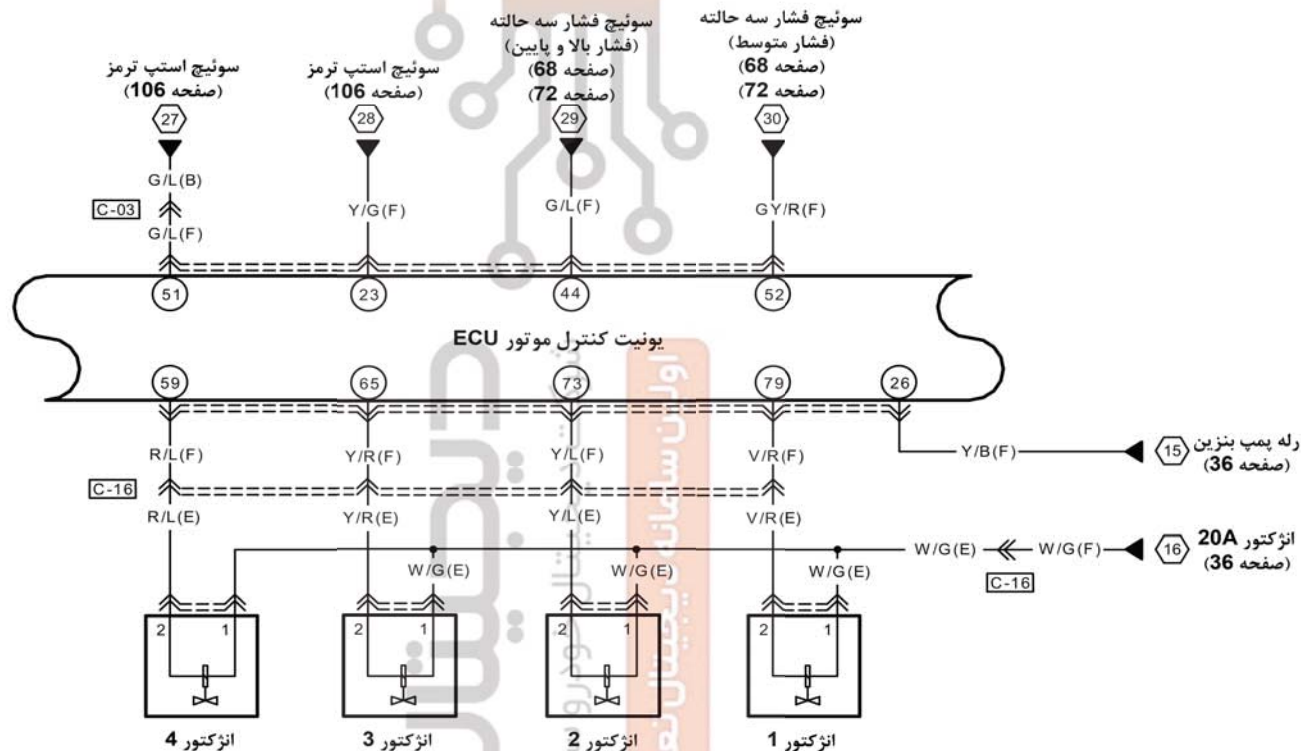 سوئیچ استپ ترمز
(صفحه 106)
27
سوئیچ استپ ترمز
(صفحه 106)
28
سوئیچ فشار سه حالته
(فشار بالا و پایین)
(صفحه 68)
(صفحه 72)
29
سوئیچ فشار سه حالته
(فشار متوسط)
(صفحه 68)
(صفحه 72)
30
G/L(B)
C-03
G/L(F)
Y/G(F)
G/L(F)
GY/R(F)
51
23
44
52
یونیت کنترل موتور ECU
59
65
73
79
26
R/L(F)
Y/R(F)
Y/L(F)
V/R(F)
Y/B(F)
15
رله پمپ بنزین
(صفحه 36)
C-16
R/L(E)
Y/R(E)
Y/L(E)
V/R(E)
W/G(E)
W/G(E)
W/G(E)
W/G(E)
W/G(F)
C-16
16
انژکتور 20A
(صفحه 36)
2 1
2 1
2 1
2 1
انژکتور 4
انژکتور 3
انژکتور 2
انژکتور 1
اولین سامانه دیجیتال